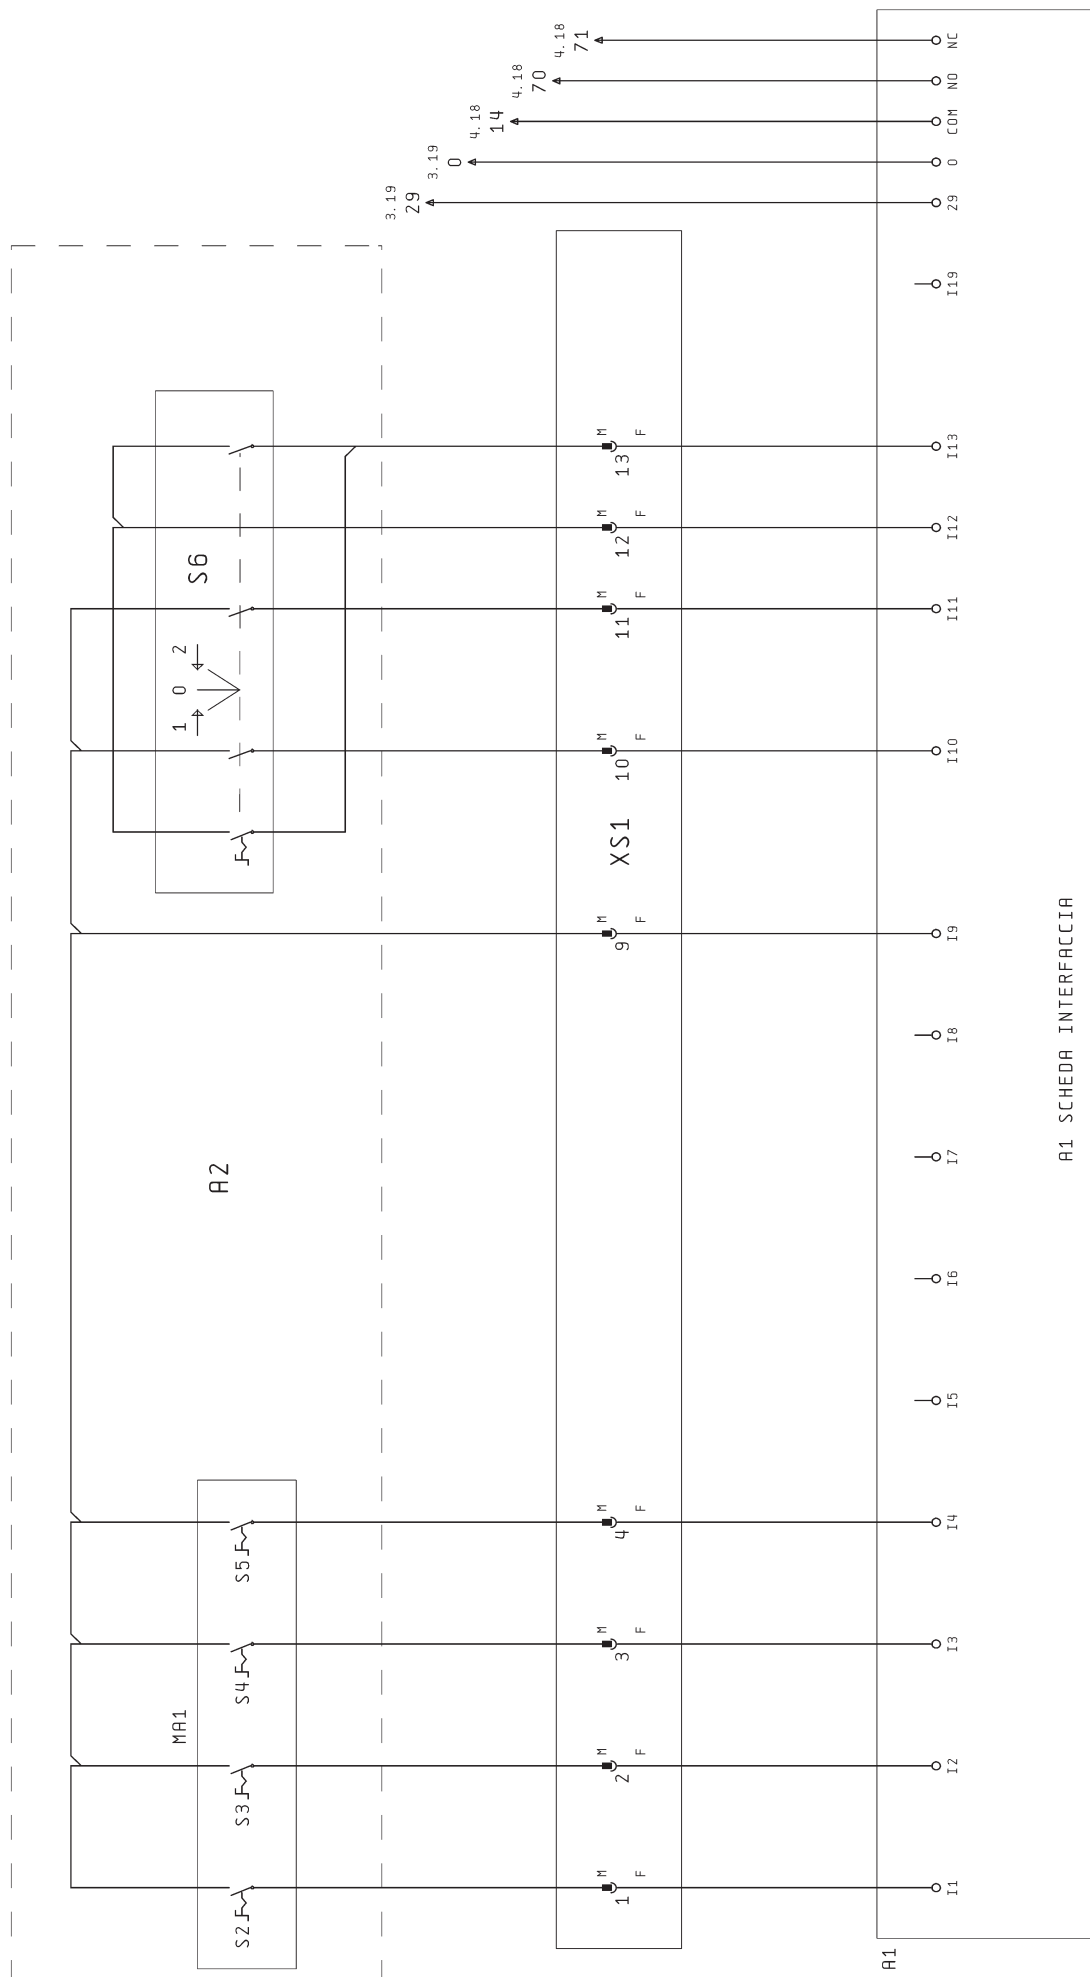 4.18
71
4.18
70
4.18
14
3.19
0
3.19
29
NC
NO
COM
0
29
I19
I13
I12
I11
I10
I9
I8
I7
I6
I5
I4
I3
I2
I1
S6
1 0 2
A2
MA1
S5
S4
S3
S2
XS1
M F
13
M F
12
M F
11
M F
10
M F
9
M F
4
M F
3
M F
2
M F
1
A1 SCHEDA INTERFACCIA
A1